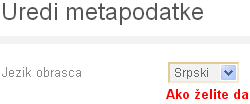 Uredi metapodatke
Jezik obrasca Srpski
Ako želite da